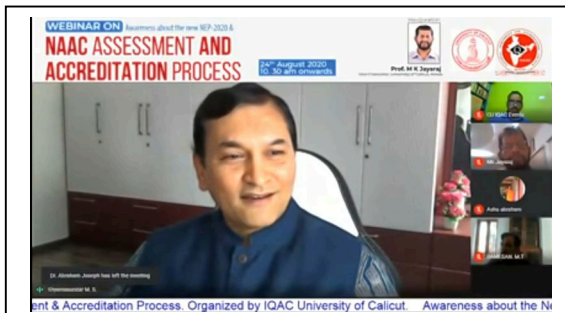 WEBINAR ON Awareness about the new NEP-2020 &
NAAC ASSESSMENT AND
ACCREDITATION PROCESS
24th August 2020
10. 30 am onwards
Prof. M K Jayaraj
CU IQAC Events
MK Jayaraj
Asha abraham
Dr. Abraham Joseph has left the meeting
ent & Accreditation Process. Organized by IQAC University of Calicut. Awareness about the Ne